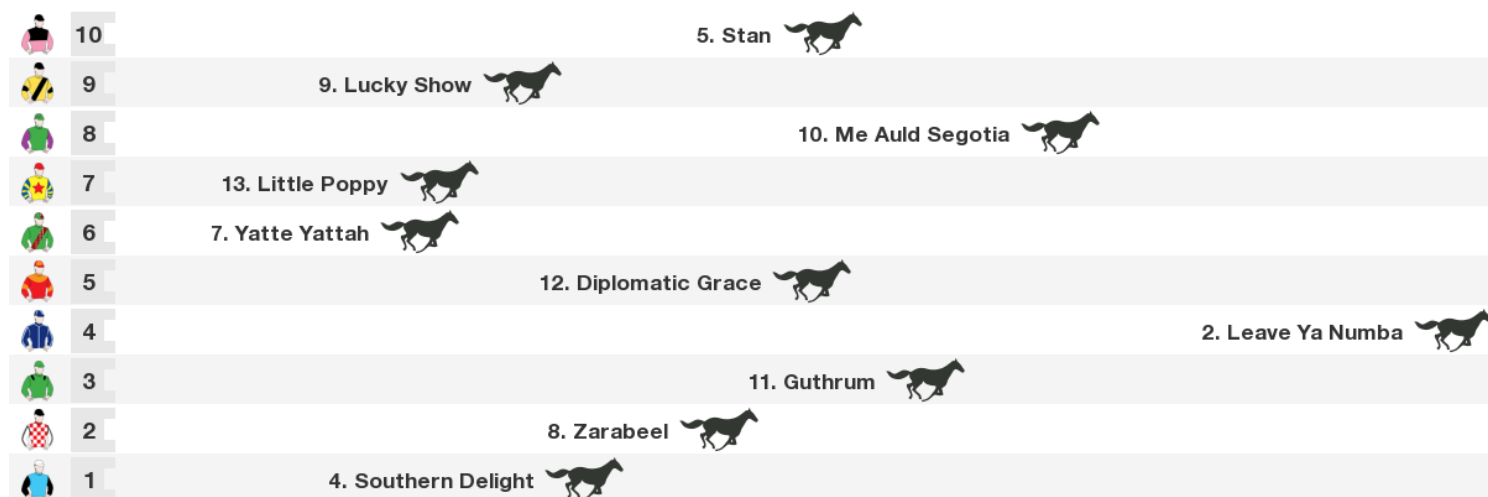 10 5. Stan
9 9. Lucky Show
8 10. Me Auld Segotia
7 13. Little Poppy
6 7. Yatte Yattah
5 12. Diplomatic Grace
4 2. Leave Ya Numba
3 11. Guthrum
2 8. Zarabeel
1 4. Southern Delight